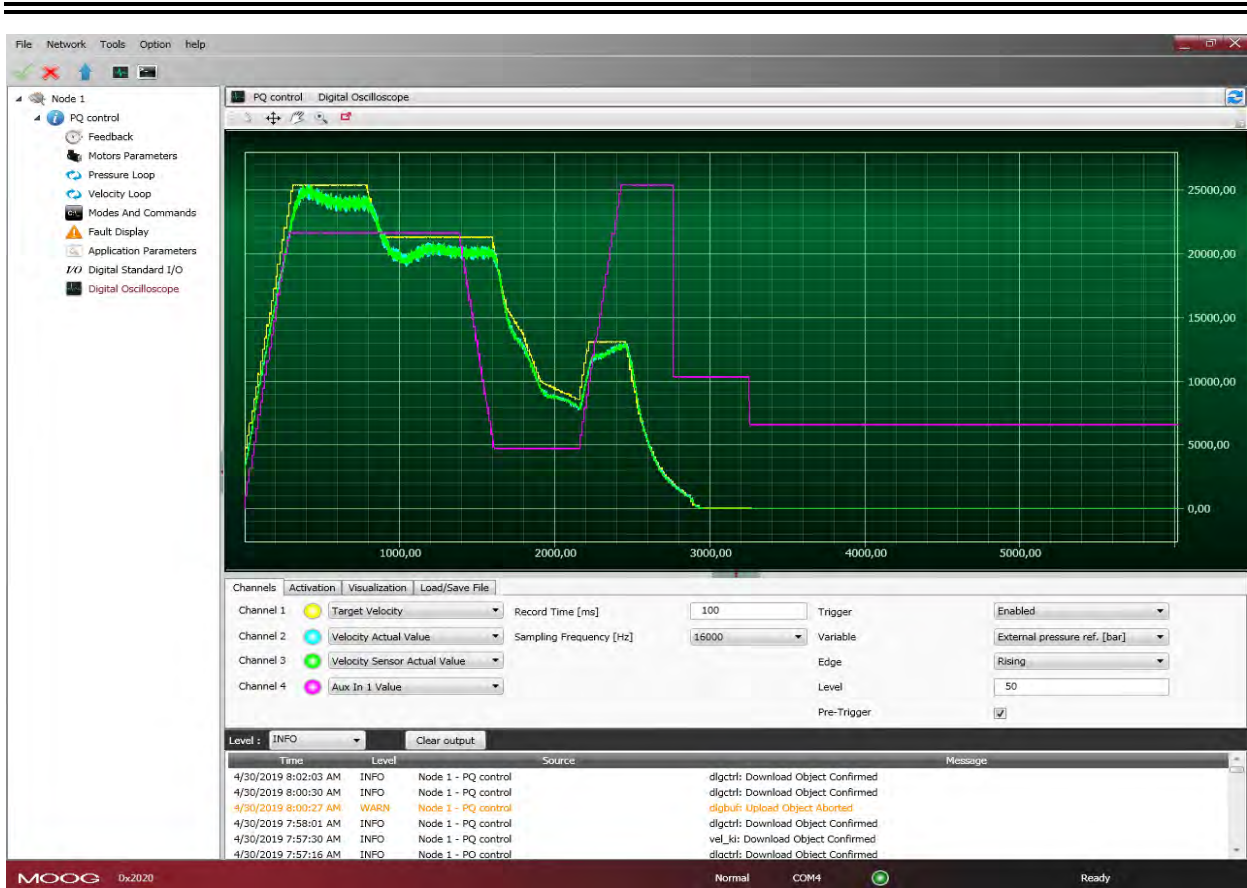 File Network Tools Option help
Node 1
PQ control
Feedback
Motors Parameters
Pressure Loop
Velocity Loop
Modes And Commands
Fault Display
Application Parameters
I/O Digital Standard I/O
Digital Oscilloscope
PQ control Digital Oscilloscope
25000,00
20000,00
15000,00
10000,00
5000,00
0,00
1000,00 2000,00 3000,00 4000,00 5000,00
Channels Activation Visualization Load/Save File
Channel 1 Target Velocity Record Time [ms] 100 Trigger Enabled
Channel 2 Velocity Actual Value Sampling Frequency [Hz] 16000 Variable External pressure ref. [bar]
Channel 3 Velocity Sensor Actual Value Edge Rising
Channel 4 Aux In 1 Value Level 50
Pre-Trigger
Level : INFO Clear output
Time Level Source Message
4/30/2019 8:02:03 AM INFO Node 1 - PQ control dlgctrl: Download Object Confirmed
4/30/2019 8:00:30 AM INFO Node 1 - PQ control dlgctrl: Download Object Confirmed
4/30/2019 8:00:27 AM WARN Node 1 - PQ control dlgbuf: Upload Object Aborted
4/30/2019 7:58:01 AM INFO Node 1 - PQ control dlgctrl: Download Object Confirmed
4/30/2019 7:57:30 AM INFO Node 1 - PQ control vel_ki: Download Object Confirmed
4/30/2019 7:57:16 AM INFO Node 1 - PQ control dlgctrl: Download Object Confirmed
MOOG Dx2020 Normal COM4 Ready